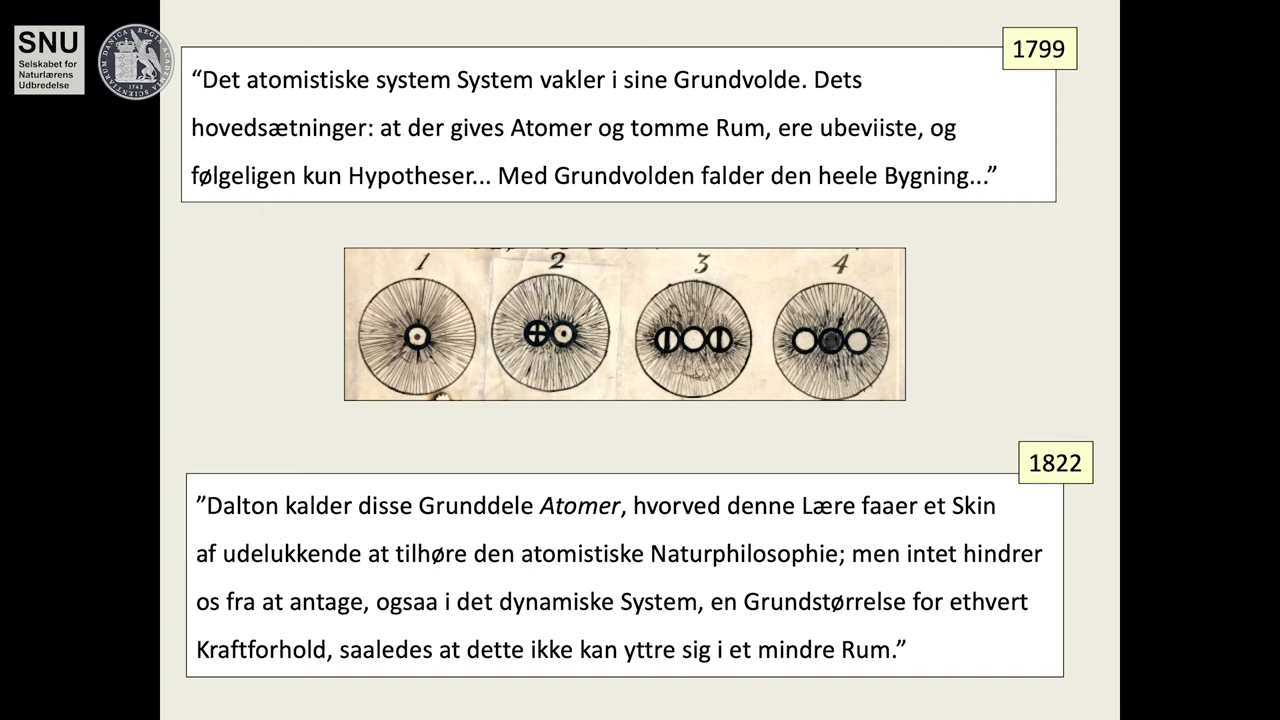 SNU
Selskabet for
Naturlærens
Udbredelse
1799
“Det atomistiske system System vakler i sine Grundvolde. Dets
hovedsætninger: at der gives Atomer og tomme Rum, ere ubeviiste, og
følgeligen kun Hypotheser... Med Grundvolden falder den heele Bygning...”
1 2 3 4
1822
”Dalton kalder disse Grunddele Atomer, hvorved denne Lære faaer et Skin
af udelukkende at tilhøre den atomistiske Naturphilosophie; men intet hindrer
os fra at antage, ogsaa i det dynamiske System, en Grundstørrelse for ethvert
Kraftforhold, saaledes at dette ikke kan yttre sig i et mindre Rum.”